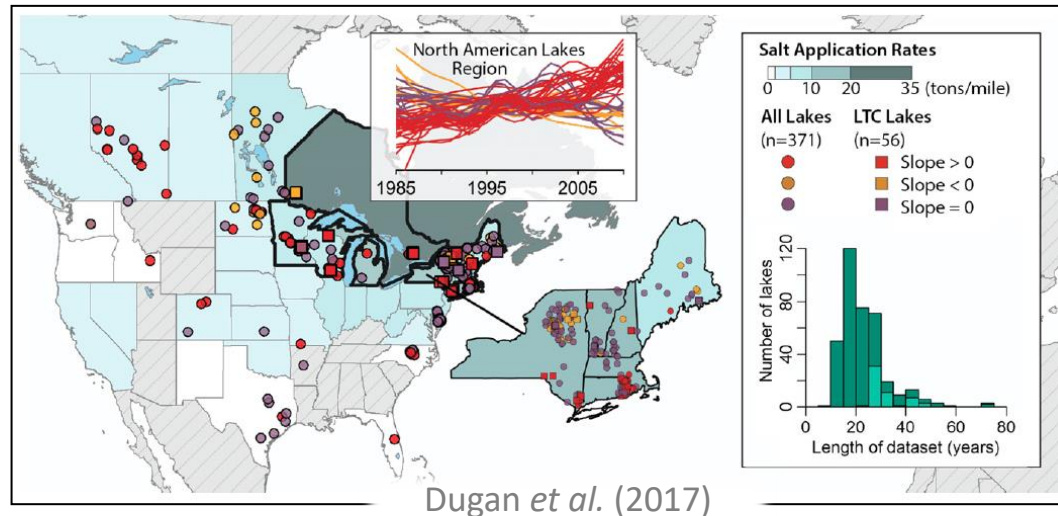 North American Lakes
Region
1985
1995
2005
Salt Application Rates
0
10
20
35 (tons/mile)
All Lakes
LTC Lakes
(n=371)
(n=56)
Slope > 0
Slope < 0
Slope = 0
Number of lakes
0
40
80
120
0
20
40
60
80
Length of dataset (years)
Dugan et al. (2017)